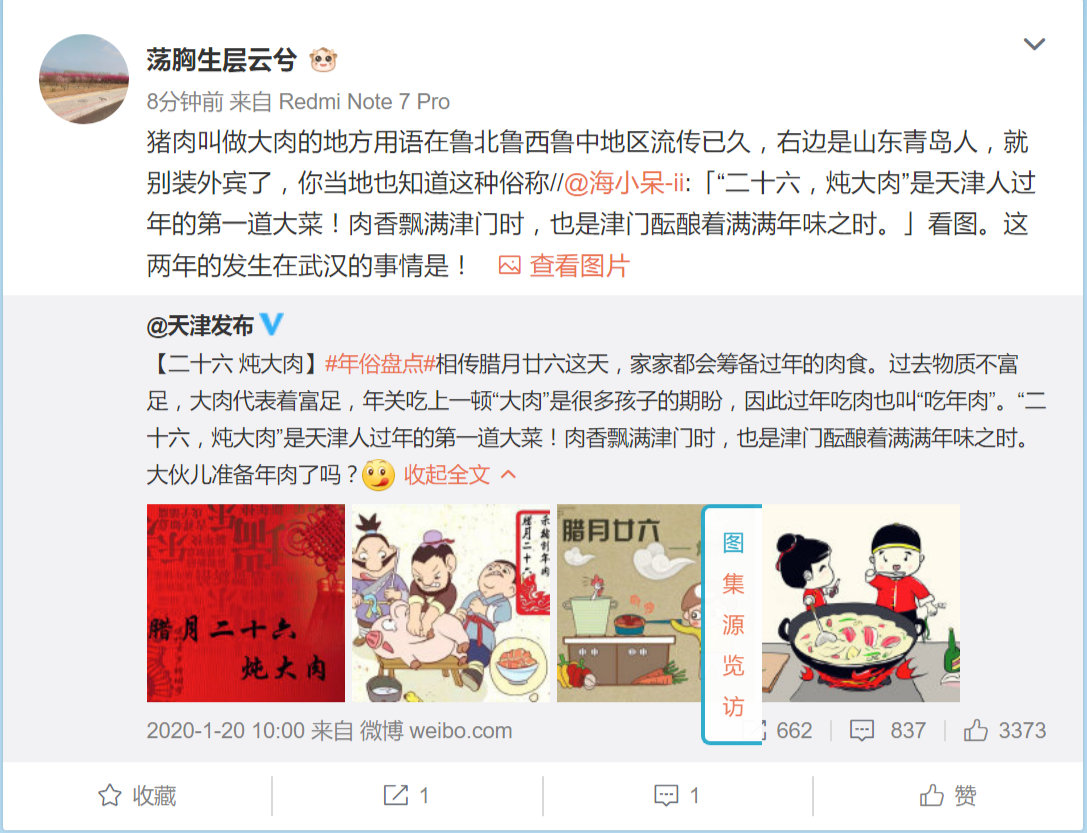 荡胸生层云兮
8分钟前 来自 Redmi Note 7 Pro
猪肉叫做大肉的地方用语在鲁北鲁西鲁中地区流传已久，右边是山东青岛人，就
别装外宾了，你当地也知道这种俗称//@海小呆-ii:「“二十六，炖大肉”是天津人过
年的第一道大菜！肉香飘满津门时，也是津门酝酿着满满年味之时。」看图。这
两年的发生在武汉的事情是！ 查看图片
@天津发布
【二十六 炖大肉】#年俗盘点#相传腊月廿六这天，家家都会筹备过年的肉食。过去物质不富
足，大肉代表着富足，年关吃上一顿“大肉”是很多孩子的期盼，因此过年吃肉也叫“吃年肉”。“二
十六，炖大肉”是天津人过年的第一道大菜！肉香飘满津门时，也是津门酝酿着满满年味之时。
大伙儿准备年肉了吗？ 收起全文
腊月二十六
炖大肉
腊月二十六
杀猪割年肉
腊月廿六
图
集
源
览
访
2020-1-20 10:00 来自 微博 weibo.com
662 837 3373
收藏 1 1 赞